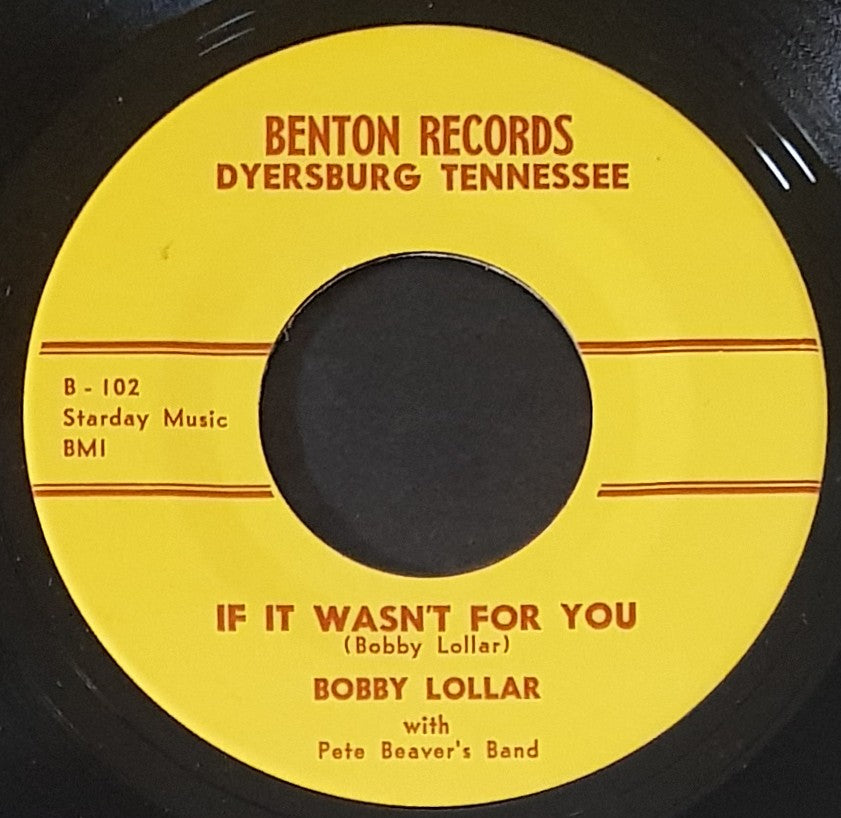 BENTON RECORDS
DYERSBURG TENNESSEE
B - 102
Starday Music
BMI
IF IT WASN'T FOR YOU
(Bobby Lollar)
BOBBY LOLLAR
with
Pete Beaver's Band